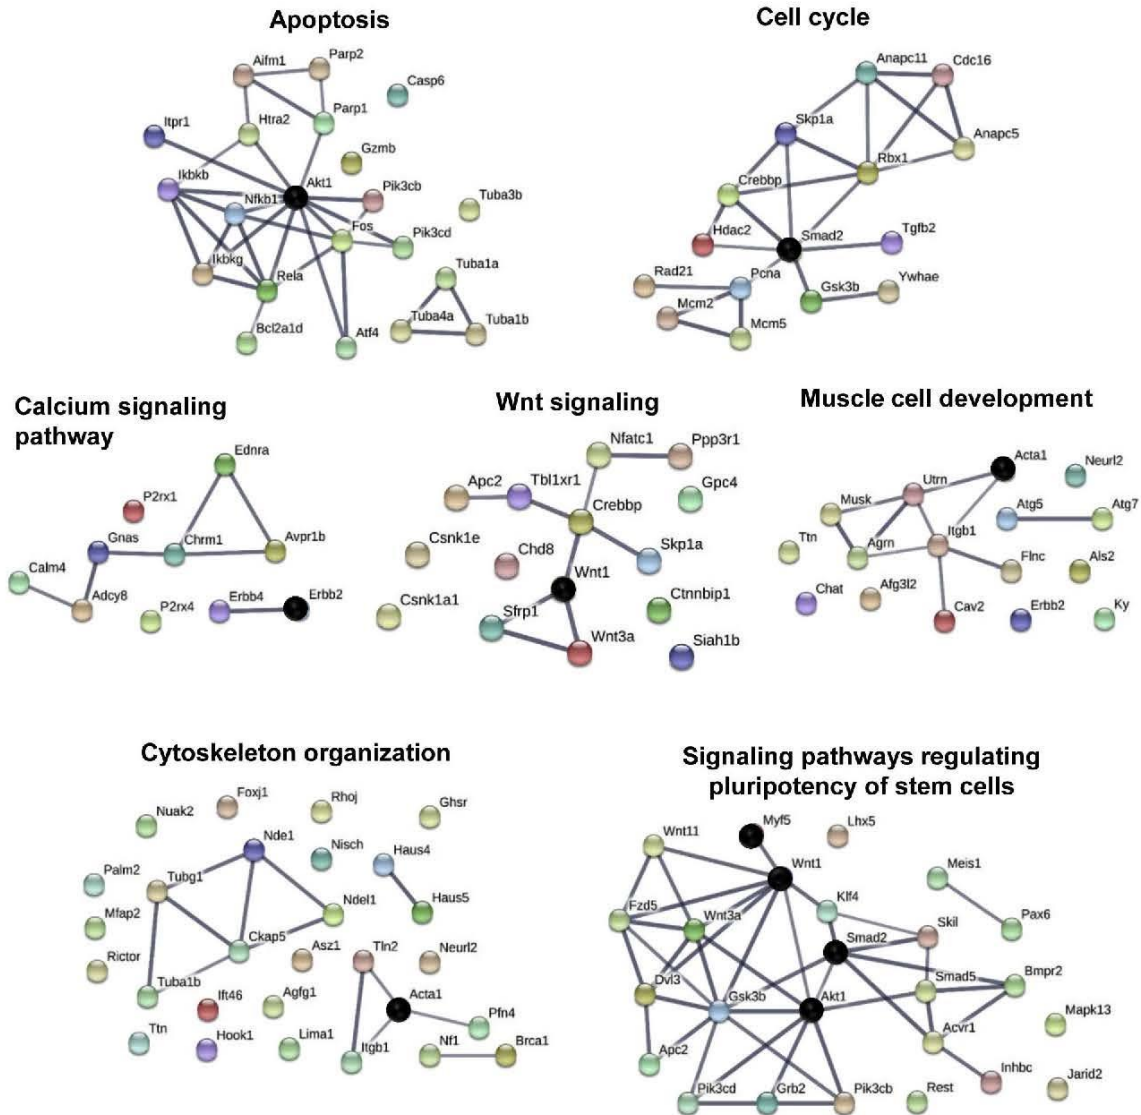 Apoptosis
Cell cycle
Aifm1
Parp2
Casp6
Itpr1
Htra2
Parp1
Gzmb
Ikbkb
Nfkb1
Akt1
Pik3cb
Tuba3b
Fos
Pik3cd
Ikbkg
Rela
Tuba1a
Bcl2a1d
Atf4
Tuba4a
Tuba1b
Anapc11
Cdc16
Skp1a
Anapc5
Rbx1
Crebbp
Hdac2
Smad2
Tgfb2
Rad21
Pcna
Gsk3b
Ywhae
Mcm2
Mcm5
Calcium signaling
pathway
Wnt signaling
Muscle cell development
Ednra
P2rx1
Gnas
Chrm1
Avpr1b
Calm4
Adcy8
P2rx4
Erbb4
Erbb2
Nfatc1
Ppp3r1
Apc2
Tbl1xr1
Gpc4
Crebbp
Csnk1e
Chd8
Skp1a
Wnt1
Csnk1a1
Sfrp1
Ctnnbip1
Wnt3a
Siah1b
Acta1
Neurl2
Utrn
Musk
Atg5
Atg7
Ttn
Agrn
Itgb1
Flnc
Als2
Chat
Afg3l2
Cav2
Erbb2
Ky
Cytoskeleton organization
Signaling pathways regulating
pluripotency of stem cells
Nuak2
Foxj1
Rhoj
Ghsr
Nde1
Nisch
Haus4
Palm2
Tubg1
Haus5
Mfap2
Ndel1
Ckap5
Rictor
Asz1
Tln2
Neurl2
Tuba1b
Ift46
Agfg1
Acta1
Pfn4
Ttn
Hook1
Lima1
Itgb1
Nf1
Brca1
Wnt11
Myf5
Lhx5
Wnt1
Meis1
Fzd5
Wnt3a
Klf4
Skil
Pax6
Smad2
Dvl3
Gsk3b
Akt1
Smad5
Bmpr2
Mapk13
Apc2
Acvr1
Pik3cd
Grb2
Pik3cb
Rest
Inhbc
Jarid2